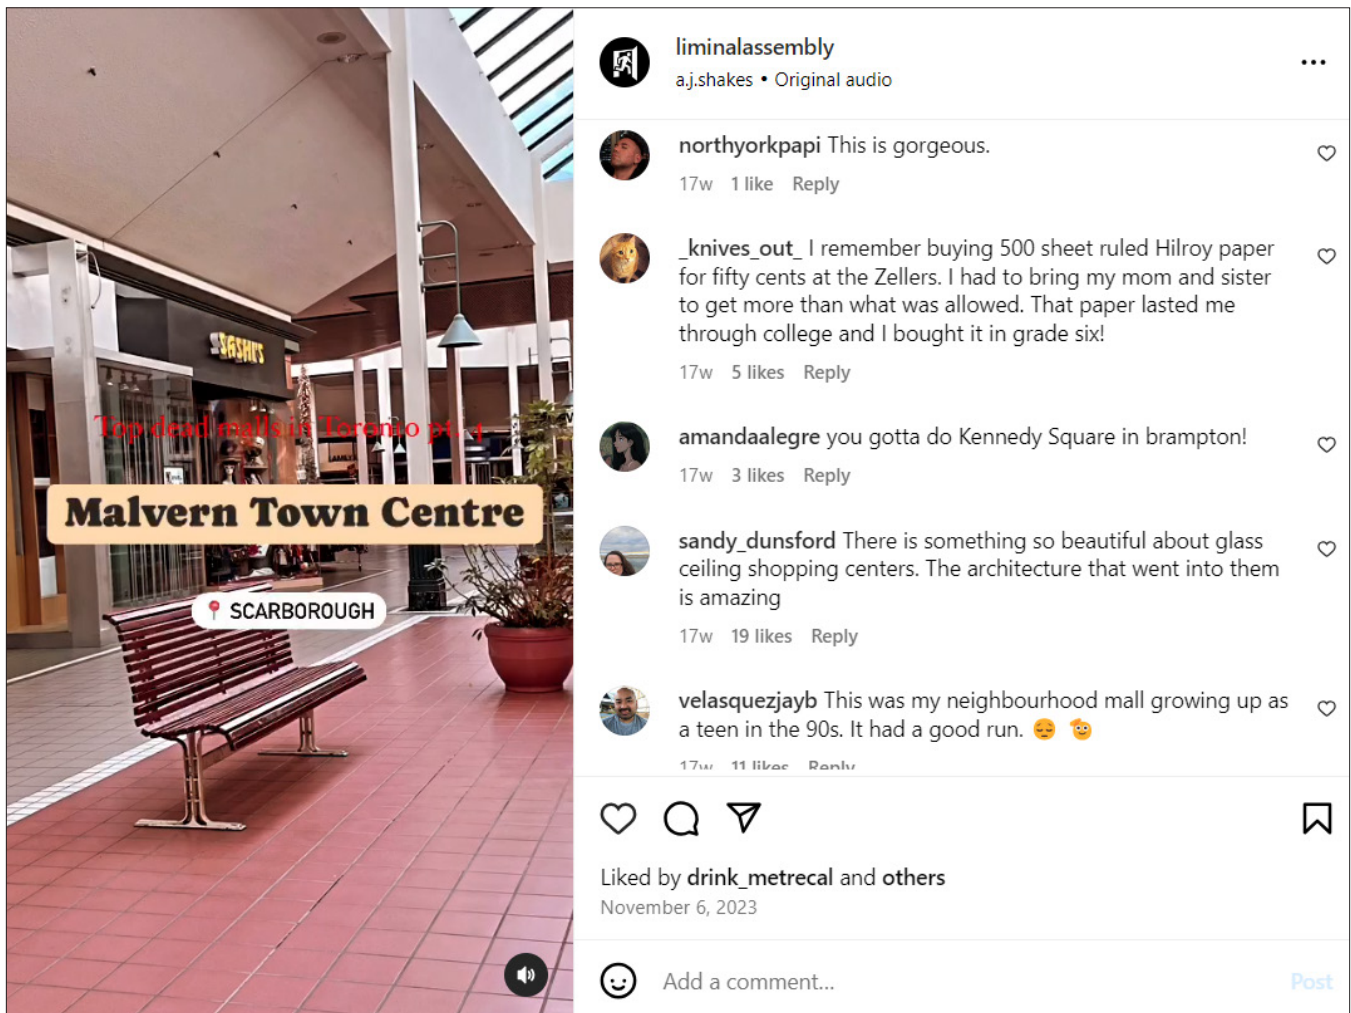 SASHI'S
Top dead malls in Toronto pt. 4
Malvern Town Centre
SCARBOROUGH
liminalassembly
a.j.shakes • Original audio
northyorkpapi This is gorgeous.
17w 1 like Reply
_knives_out_ I remember buying 500 sheet ruled Hilroy paper
for fifty cents at the Zellers. I had to bring my mom and sister
to get more than what was allowed. That paper lasted me
through college and I bought it in grade six!
17w 5 likes Reply
amandaalegre you gotta do Kennedy Square in brampton!
17w 3 likes Reply
sandy_dunsford There is something so beautiful about glass
ceiling shopping centers. The architecture that went into them
is amazing
17w 19 likes Reply
velasquezjayb This was my neighbourhood mall growing up as
a teen in the 90s. It had a good run. 😔 🫡
17w 11 likes Reply
Liked by drink_metrecal and others
November 6, 2023
Add a comment...
Post